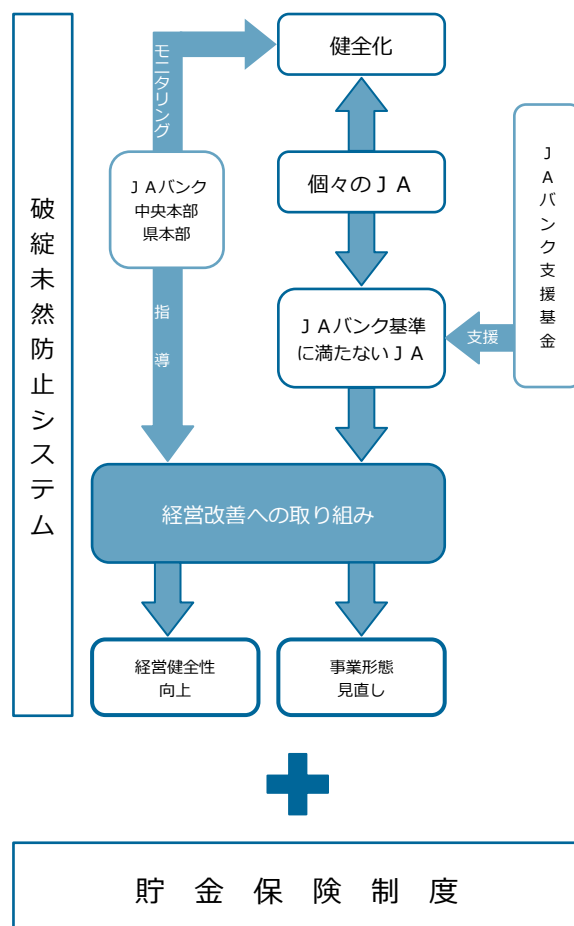 破綻未然防止システム
健全化
モニタリング
ＪＡバンク
中央本部
県本部
個々のＪＡ
ＪＡバンク支援基金
指導
ＪＡバンク基準
に満たないＪＡ
支援
経営改善への取り組み
経営健全性
向上
事業形態
見直し
貯金保険制度